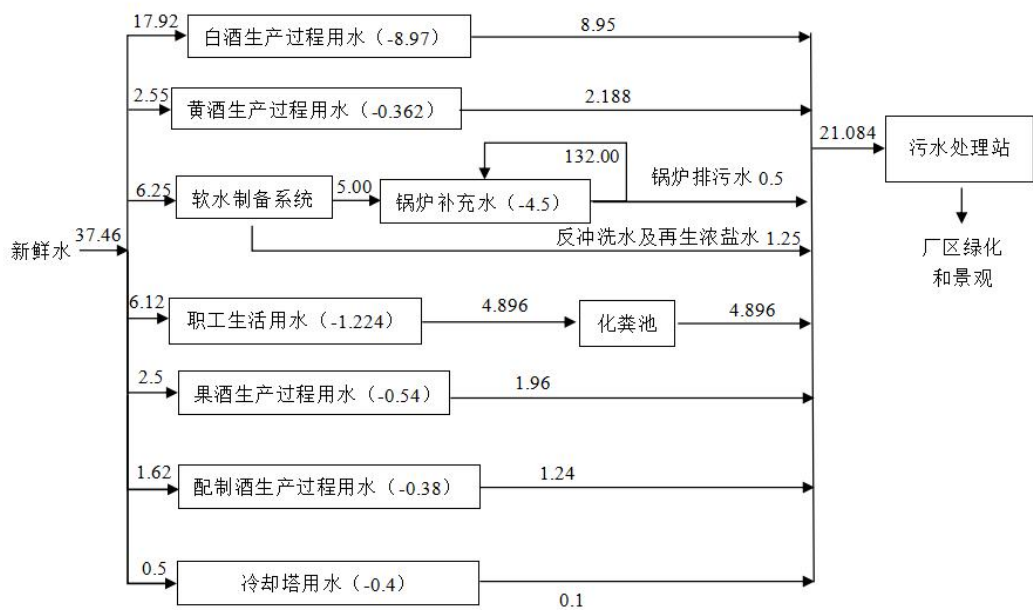 17.92
白酒生产过程用水（-8.97）
8.95
2.55
黄酒生产过程用水（-0.362）
2.188
21.084
污水处理站
132.00
锅炉排污水 0.5
6.25
软水制备系统
5.00
锅炉补充水（-4.5）
反冲洗水及再生浓盐水 1.25
新鲜水
37.46
厂区绿化
和景观
6.12
职工生活用水（-1.224）
4.896
化粪池
4.896
2.5
果酒生产过程用水（-0.54）
1.96
1.62
配制酒生产过程用水（-0.38）
1.24
0.5
冷却塔用水（-0.4）
0.1